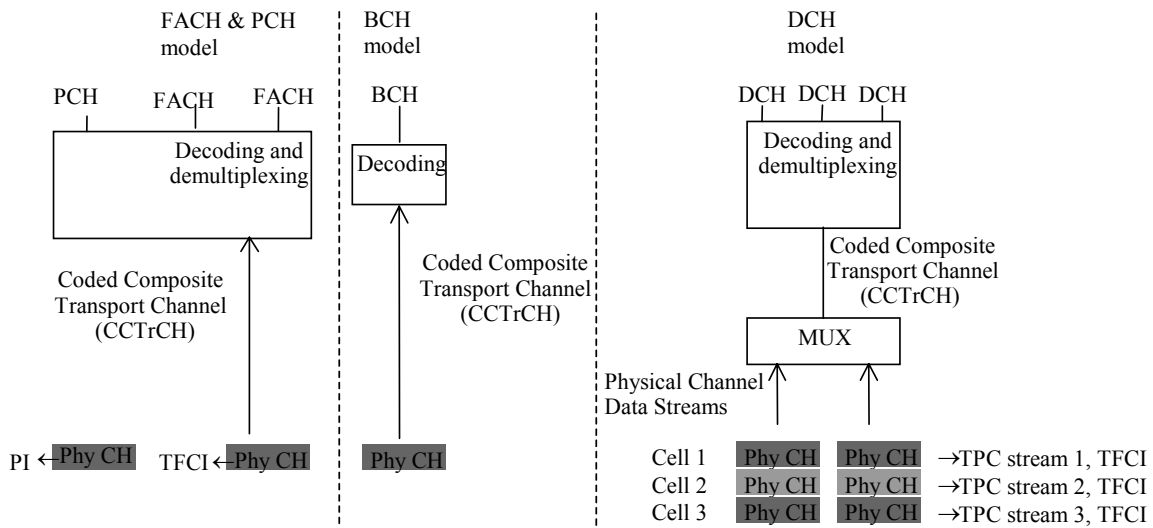 FACH & PCH
model
PCH
FACH
FACH
Decoding and
demultiplexing
Coded Composite
Transport Channel
(CCTrCH)
PI ←Phy CH
TFCI←Phy CH
BCH
model
BCH
Decoding
Coded Composite
Transport Channel
(CCTrCH)
Phy CH
DCH
model
DCH DCH DCH
Decoding and
demultiplexing
Coded Composite
Transport Channel
(CCTrCH)
MUX
Physical Channel
Data Streams
Cell 1 Phy CH Phy CH →TPC stream 1, TFCI
Cell 2 Phy CH Phy CH →TPC stream 2, TFCI
Cell 3 Phy CH Phy CH →TPC stream 3, TFCI